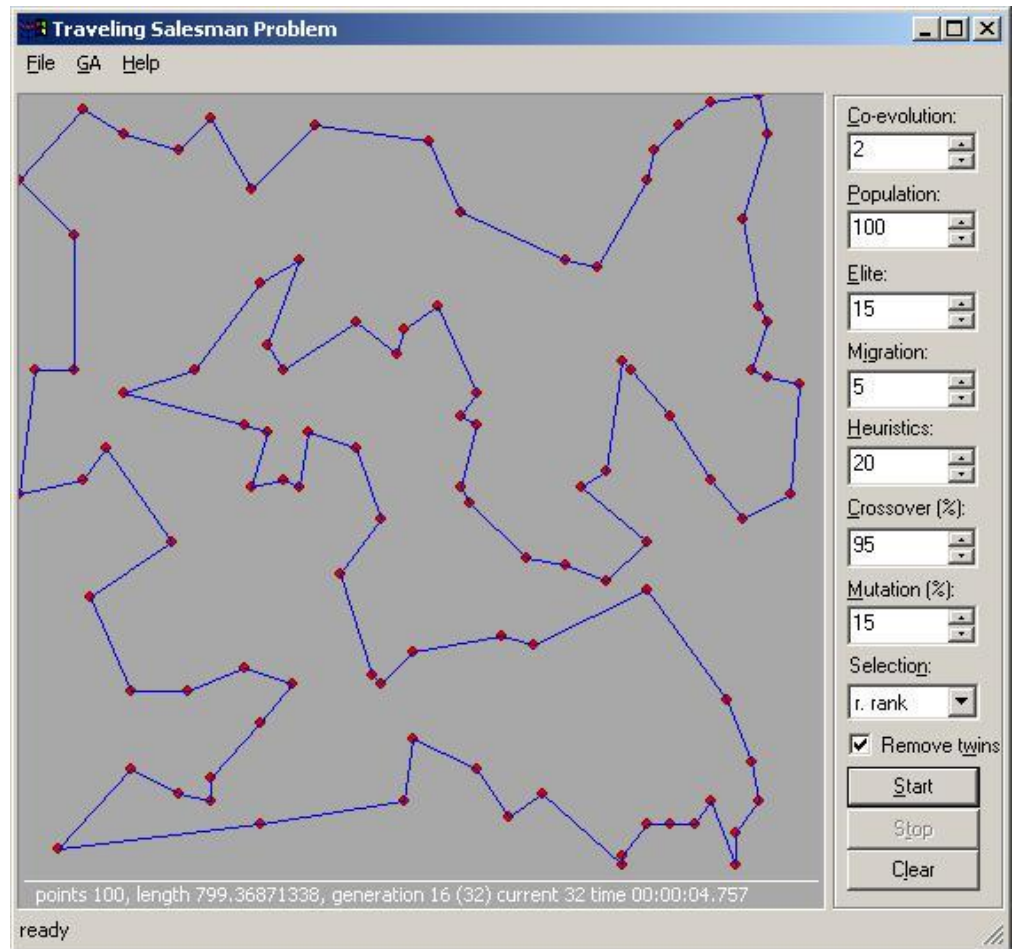 Traveling Salesman Problem
File GA Help
Co-evolution:
2
Population:
100
Elite:
15
Migration:
5
Heuristics:
20
Crossover (%):
95
Mutation (%):
15
Selection:
r. rank
Remove twins
Start
Stop
Clear
points 100, length 799.36871338, generation 16 (32) current 32 time 00:00:04.757
ready